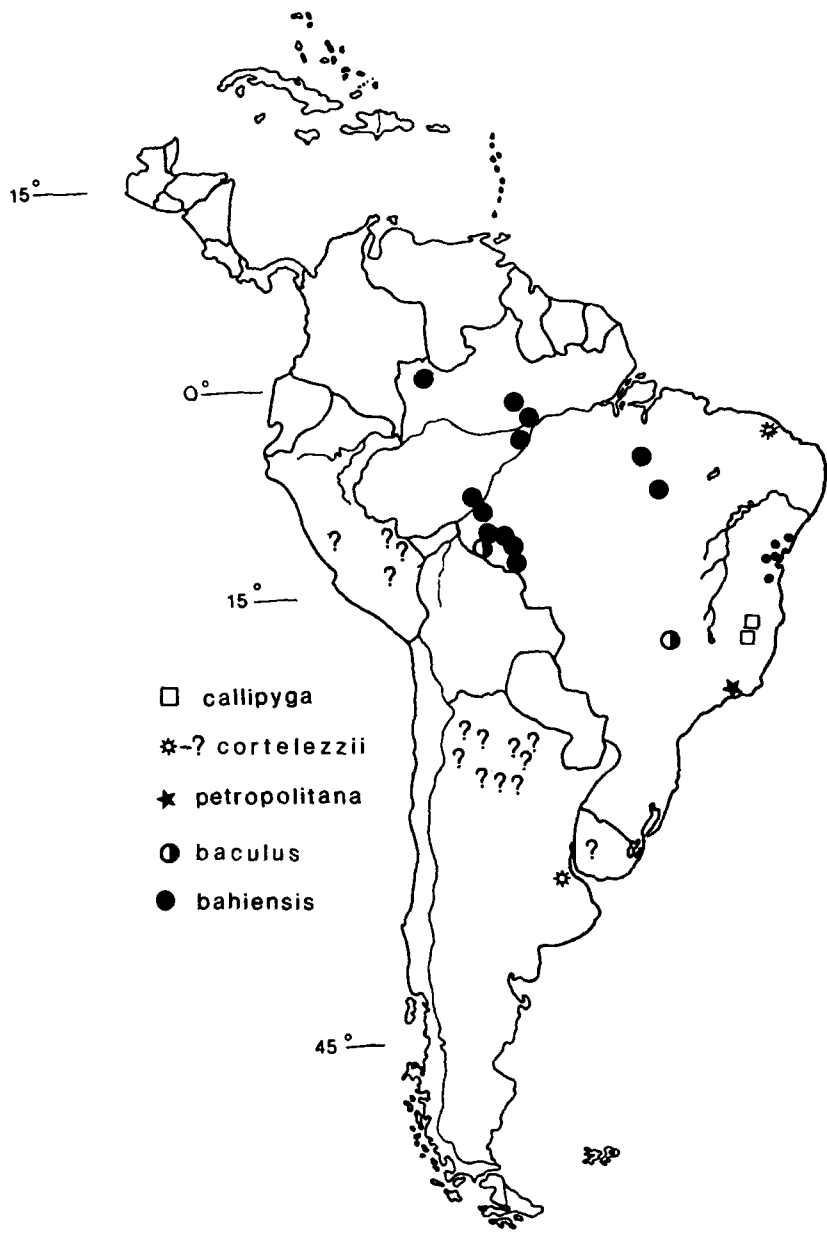 15°
0°
?
?
?
?
15°
callipyga
-? cortelezzii
petropolitana
baculus
bahiensis
? ? ? ?
? ?
? ? ?
?
45°